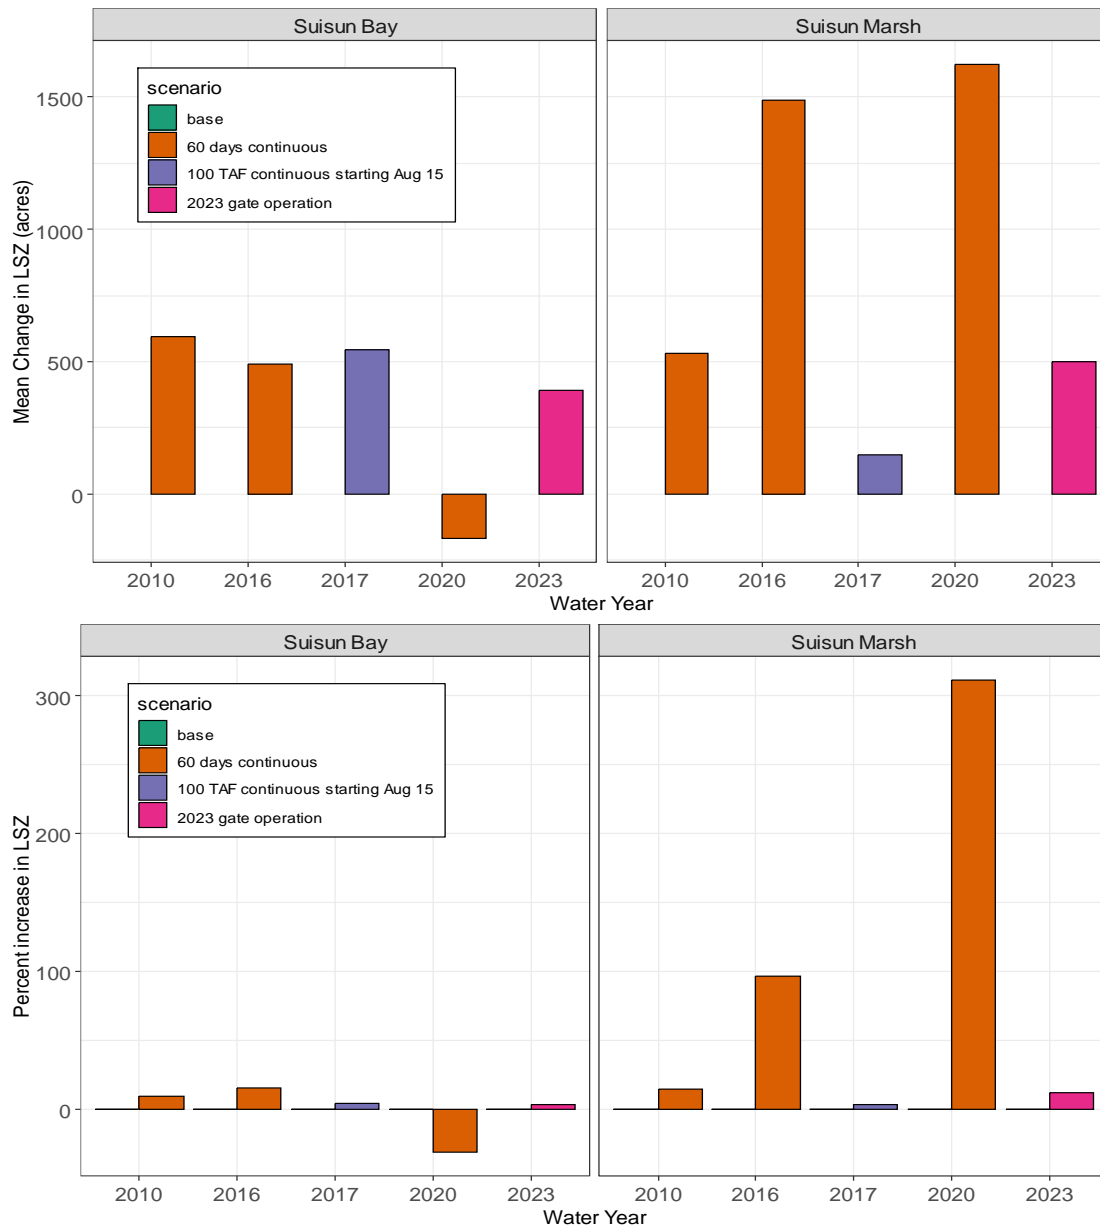 Suisun Bay
Suisun Marsh
Mean Change in LSZ (acres)
1500
1000
500
0
scenario
base
60 days continuous
100 TAF continuous starting Aug 15
2023 gate operation
2010 2016 2017 2020 2023
2010 2016 2017 2020 2023
Water Year
Suisun Bay
Suisun Marsh
Percent increase in LSZ
300
200
100
0
scenario
base
60 days continuous
100 TAF continuous starting Aug 15
2023 gate operation
2010 2016 2017 2020 2023
2010 2016 2017 2020 2023
Water Year